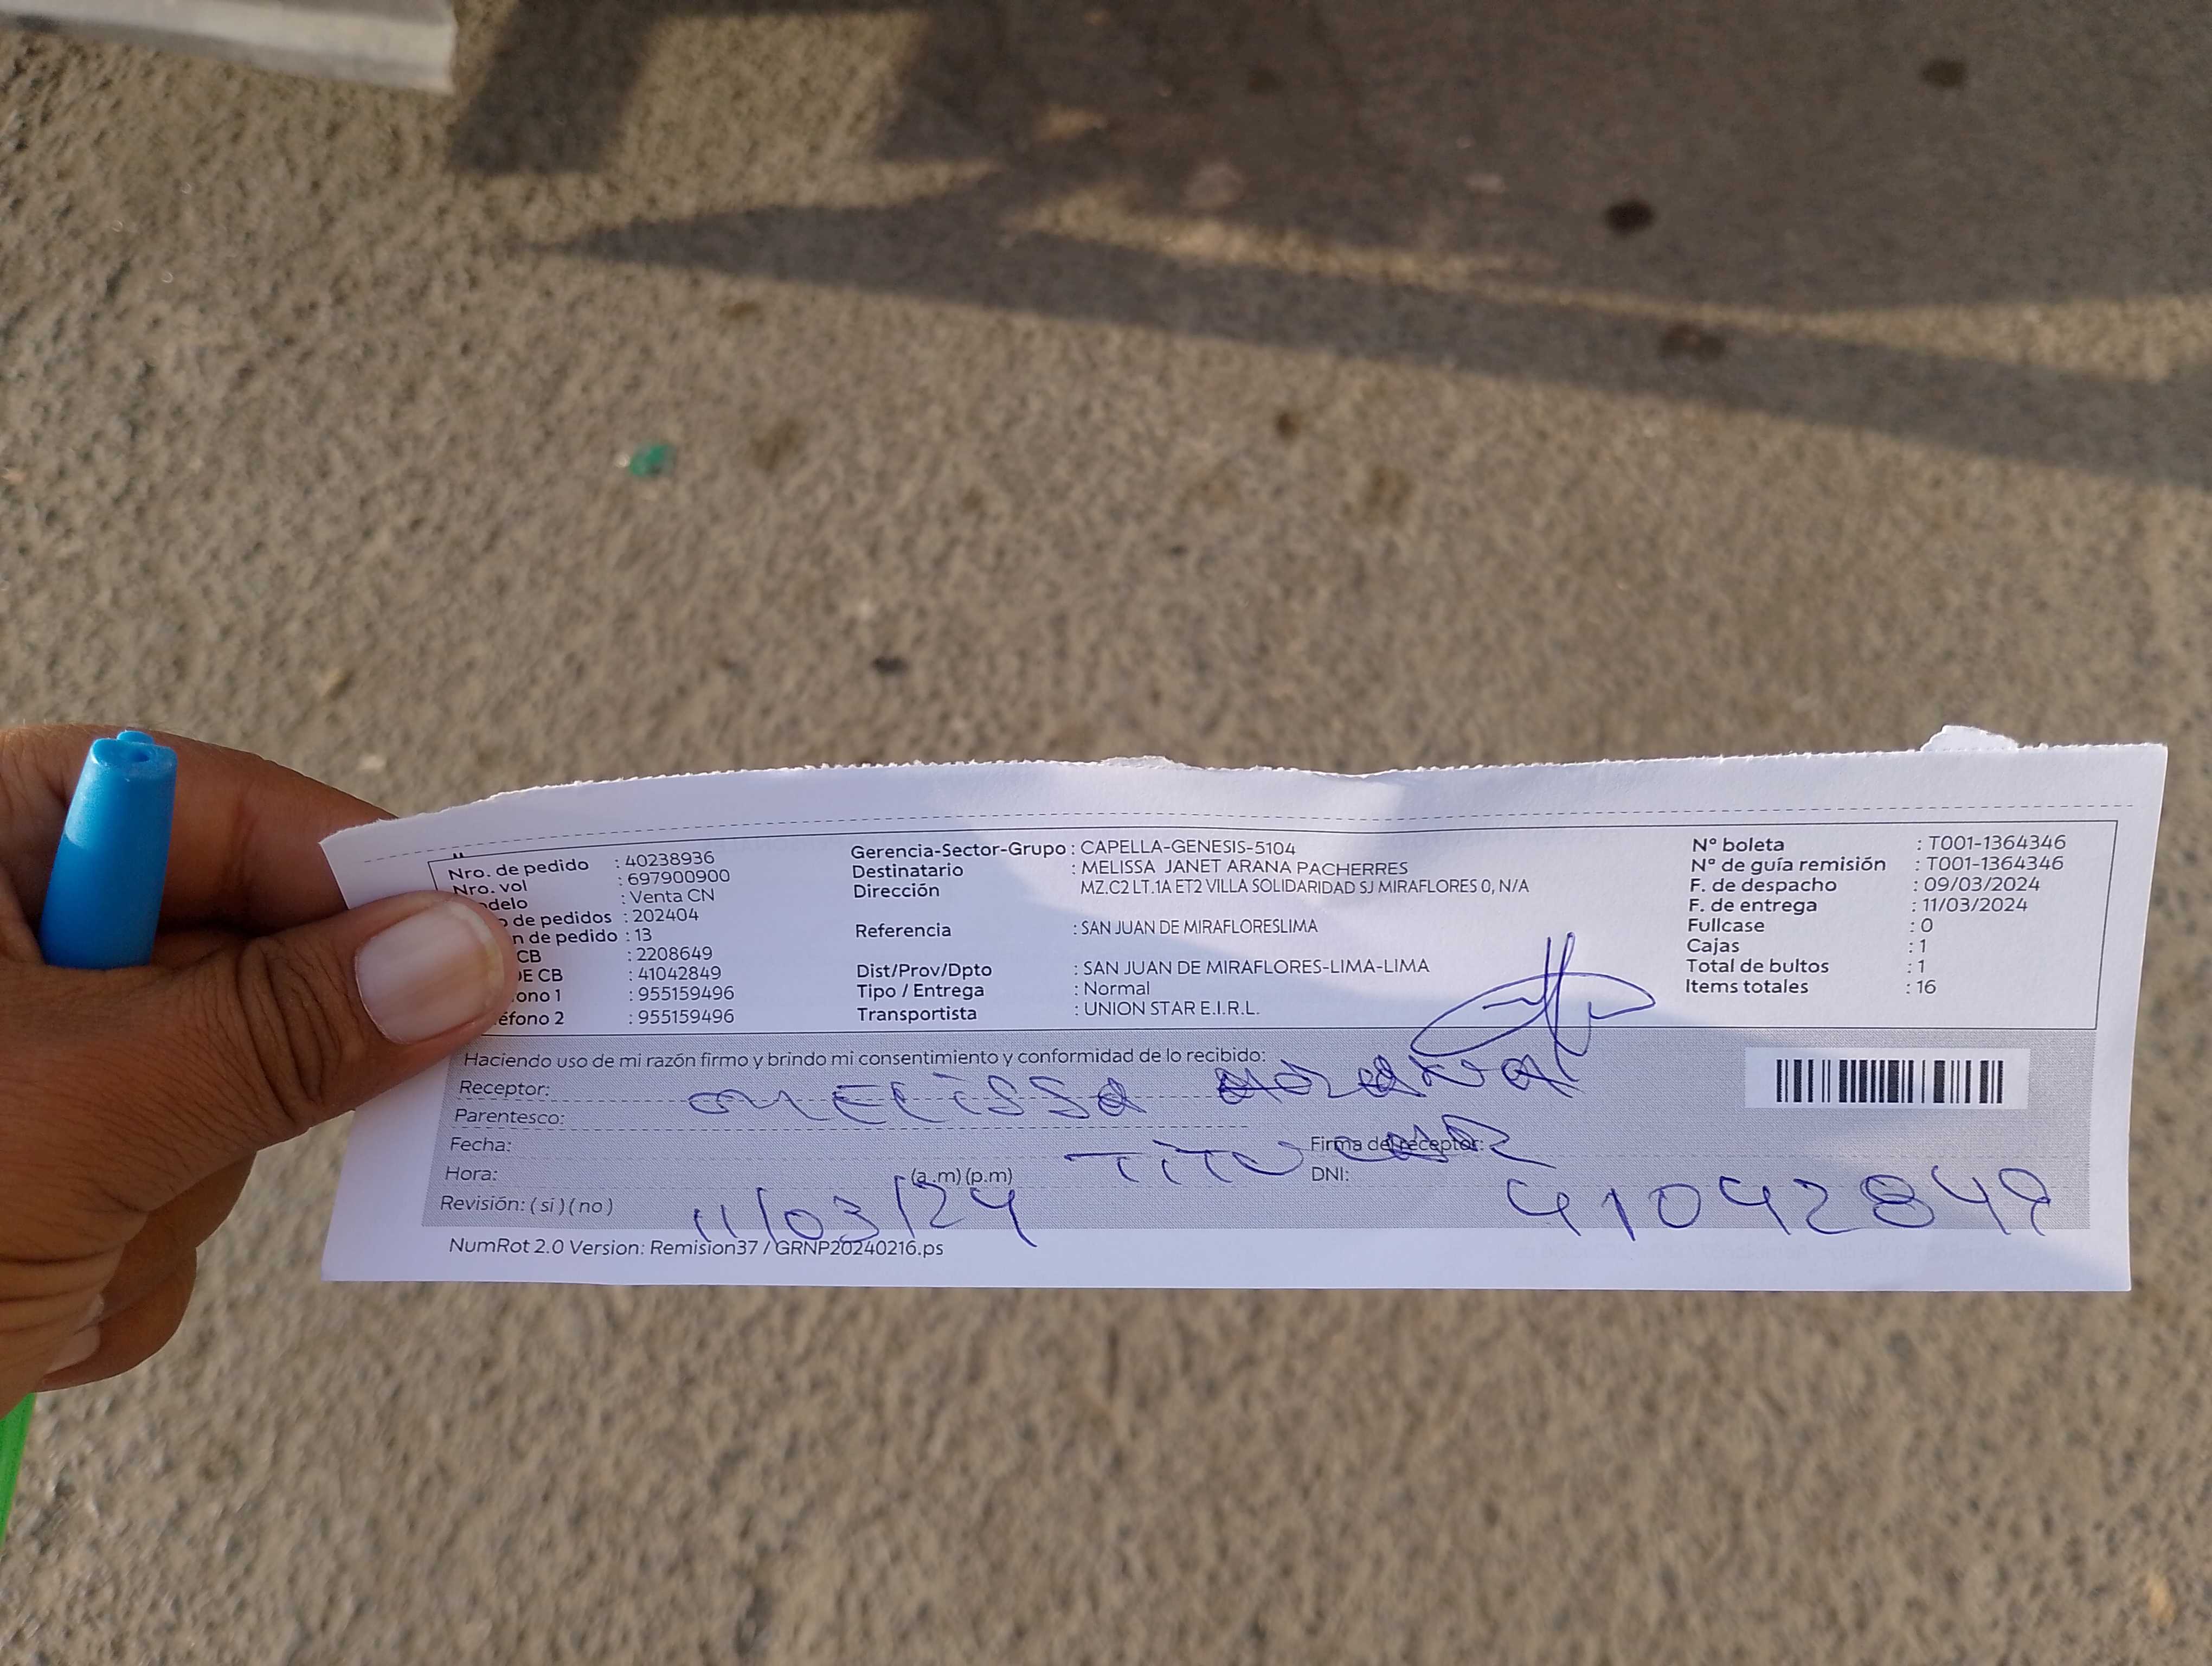 Nro. de pedido : 40238936
Nro. vol : 697900900
delo : Venta CN
de pedidos : 202404
n de pedido : 13
CB : 2208649
DE CB : 41042849
ono 1 : 955159496
éfono 2 : 955159496
Gerencia-Sector-Grupo : CAPELLA-GENESIS-5104
Destinatario : MELISSA JANET ARANA PACHERRES
Dirección MZ.C2 LT.1A ET2 VILLA SOLIDARIDAD SJ MIRAFLORES 0, N/A
Referencia : SAN JUAN DE MIRAFLORESLIMA
Dist/Prov/Dpto : SAN JUAN DE MIRAFLORES-LIMA-LIMA
Tipo / Entrega : Normal
Transportista : UNION STAR E.I.R.L.
N° boleta : T001-1364346
N° de guía remisión : T001-1364346
F. de despacho : 09/03/2024
F. de entrega : 11/03/2024
Fullcase : 0
Cajas : 1
Total de bultos : 1
Items totales : 16
Haciendo uso de mi razón firmo y brindo mi consentimiento y conformidad de lo recibido:
Receptor: melissa arana
Parentesco: TITULAR
Fecha: 11/03/24
Hora: (a.m) (p.m)
Revisión: ( si ) ( no )
Firma del receptor:
DNI: 41042849
NumRot 2.0 Version: Remision37 / GRNP20240216.ps